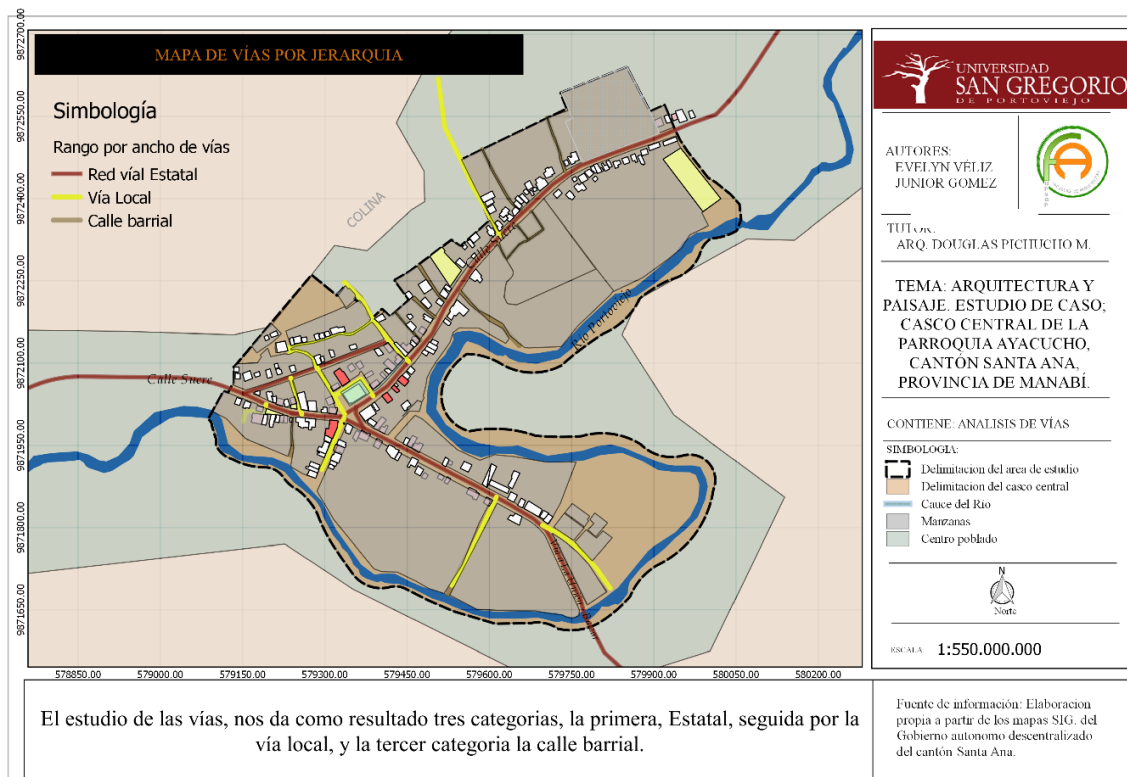 MAPA DE VÍAS POR JERARQUIA
Simbología
Rango por ancho de vías
Red víal Estatal
Vía Local
Calle barrial
COLINA
Calle Sucre
Río Portoviejo
Calle Sucre
9872700.00
9872550.00
9872400.00
9872250.00
9872100.00
9871950.00
9871800.00
9871650.00
578850.00
579000.00
579150.00
579300.00
579450.00
579600.00
579750.00
579900.00
580050.00
580200.00
UNIVERSIDAD
SAN GREGORIO
DE PORTOVIEJO
AUTORES:
EVELYN VÉLIZ
JUNIOR GOMEZ
TUTOR:
ARQ. DOUGLAS PICHUCHO M.
TEMA: ARQUITECTURA Y
PAISAJE. ESTUDIO DE CASO;
CASCO CENTRAL DE LA
PARROQUIA AYACUCHO,
CANTÓN SANTA ANA,
PROVINCIA DE MANABÍ.
CONTIENE: ANALISIS DE VÍAS
SIMBOLOGIA:
Delimitacion del area de estudio
Delimitacion del casco central
Cauce del Río
Manzanas
Centro poblado
N
Norte
ESCALA: 1:550.000.000
El estudio de las vías, nos da como resultado tres categorias, la primera, Estatal, seguida por la
vía local, y la tercer categoria la calle barrial.
Fuente de información: Elaboracion
propia a partir de los mapas SIG. del
Gobierno autonomo descentralizado
del cantón Santa Ana.